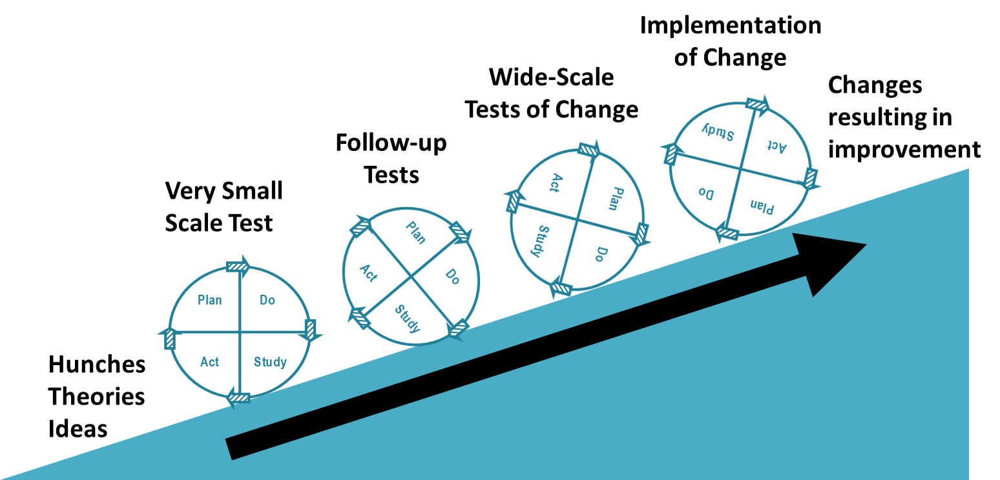 Hunches
Theories
Ideas
Very Small
Scale Test
Plan
Do
Act
Study
Follow-up
Tests
Plan
Do
Act
Study
Wide-Scale
Tests of Change
Act
Plan
Study
Do
Implementation
of Change
Study
Act
Do
Plan
Changes
resulting in
improvement